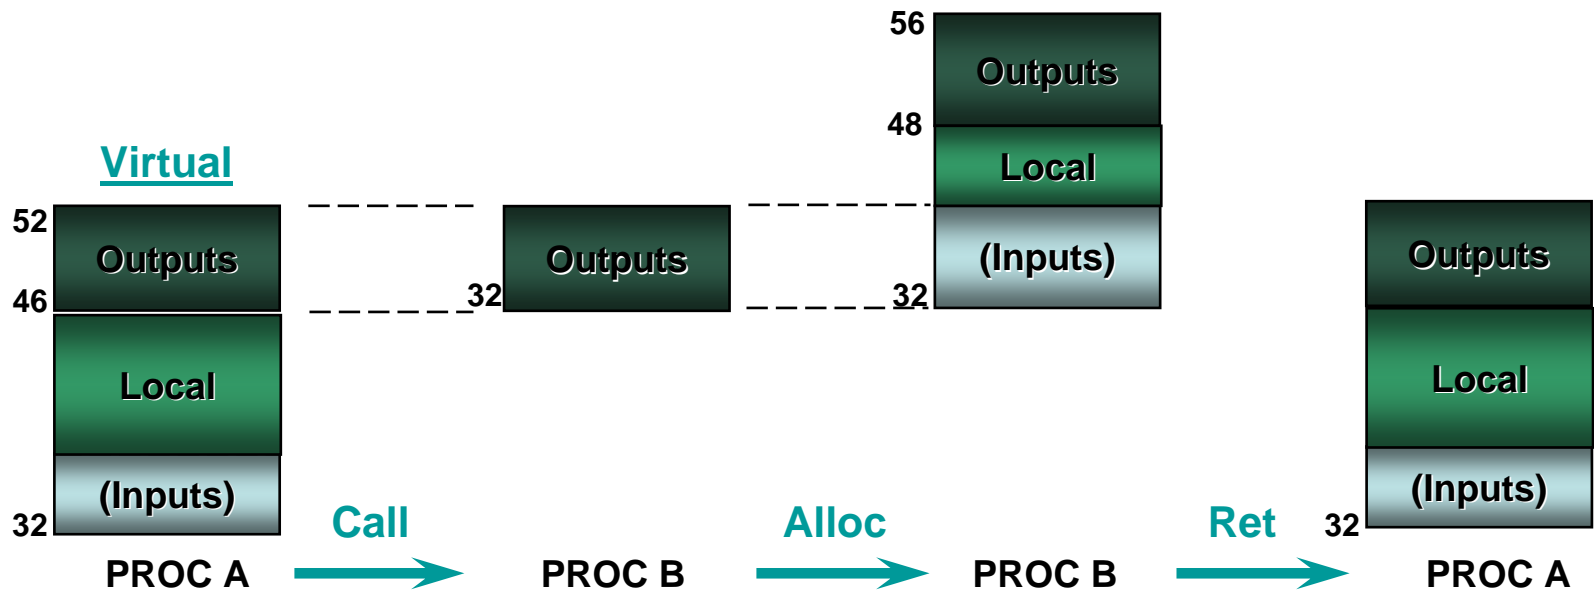 Virtual
52
Outputs
46
Local
(Inputs)
32
PROC A
Call
32
Outputs
PROC B
Alloc
56
Outputs
48
Local
(Inputs)
32
PROC B
Ret
Outputs
Local
(Inputs)
32
PROC A